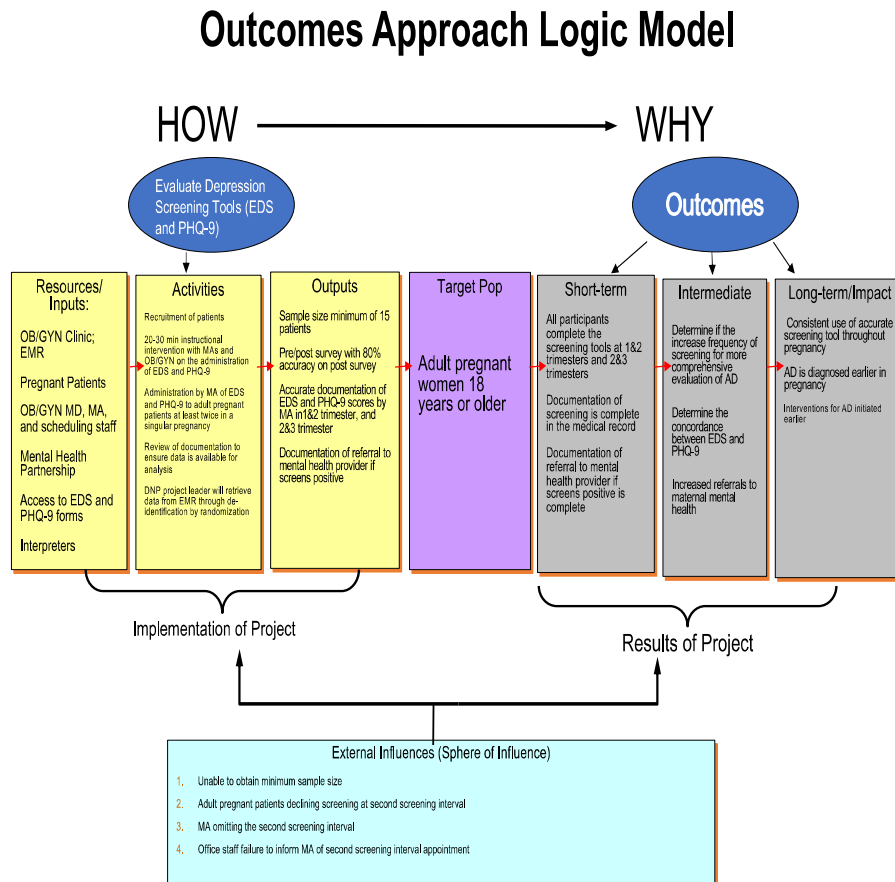 Outcomes Approach Logic Model
HOW
WHY
Evaluate Depression
Screening Tools (EDS
and PHQ-9)
Outcomes
Resources/
Inputs:
OB/GYN Clinic;
EMR
Pregnant Patients
OB/GYN MD, MA,
and scheduling staff
Mental Health
Partnership
Access to EDS and
PHQ-9 forms
Interpreters
Activities
Recruitment of patients
20-30 min instructional
intervention with MAs and
OB/GYN on the administration
of EDS and PHQ-9
Administration by MA of EDS
and PHQ-9 to adult pregnant
patients at least twice in a
singular pregnancy
Review of documentation to
ensure data is available for
analysis
DNP project leader will retrieve
data from EMR through de-
identification by randomization
Outputs
Sample size minimum of 15
patients
Pre/post survey with 80%
accuracy on post survey
Accurate documentation of
EDS and PHQ-9 scores by
MA in1&2 trimester, and
2&3 trimester
Documentation of referral to
mental health provider if
screens positive
Target Pop
Adult pregnant
women 18
years or older
Short-term
All participants
complete the
screening tools at 1&2
trimesters and 2&3
trimesters
Documentation of
screening is complete
in the medical record
Documentation of
referral to mental
health provider if
screens positive is
complete
Intermediate
Determine if the
increase frequency of
screening for more
comprehensive
evaluation of AD
Determine the
concordance
between EDS and
PHQ-9
Increased referrals to
maternal mental
health
Long-term/Impact
Consistent use of accurate
screening tool throughout
pregnancy
AD is diagnosed earlier in
pregnancy
Interventions for AD initiated
earlier
Implementation of Project
Results of Project
External Influences (Sphere of Influence)
1. Unable to obtain minimum sample size
2. Adult pregnant patients declining screening at second screening interval
3. MA omitting the second screening interval
4. Office staff failure to inform MA of second screening interval appointment